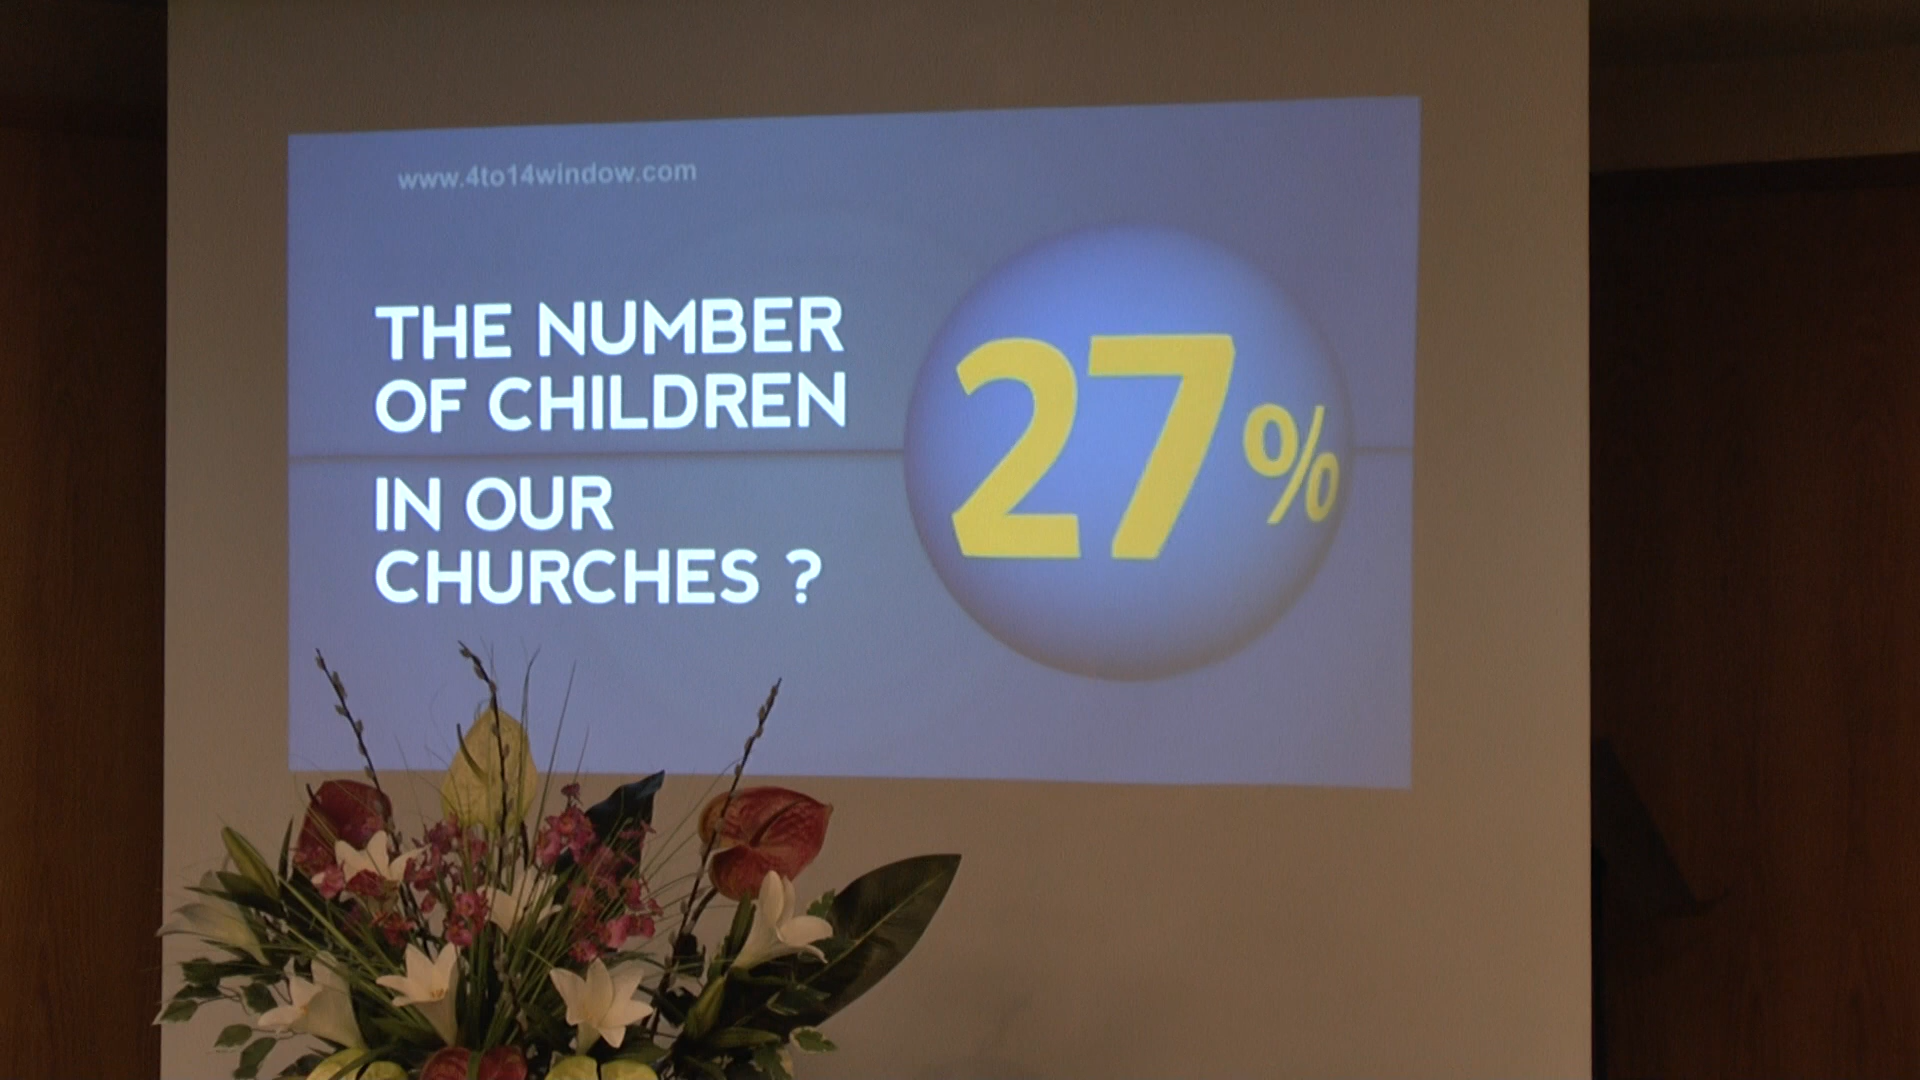 www.4to14window.com
THE NUMBER
OF CHILDREN
IN OUR
CHURCHES ?
27%